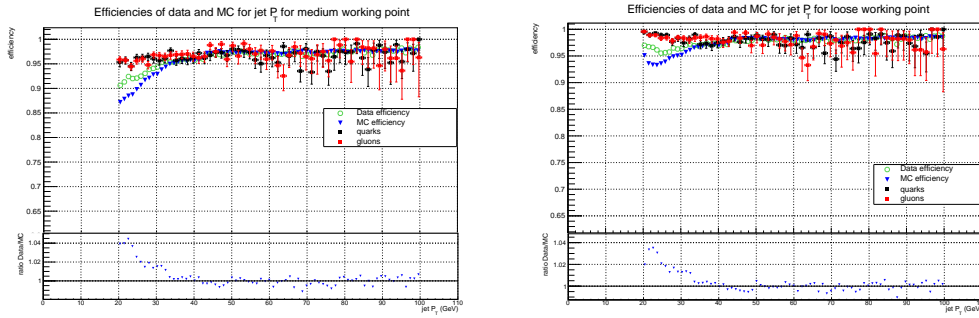 Efficiencies of data and MC for jet P_T for medium working point
efficiency
1
0.95
0.9
0.85
0.8
0.75
0.7
0.65
Data efficiency
MC efficiency
quarks
gluons
ratio Data/MC
1.04
1.02
1
0 10 20 30 40 50 60 70 80 90 100 110
jet P_T (GeV)
Efficiencies of data and MC for jet P_T for loose working point
efficiency
1
0.95
0.9
0.85
0.8
0.75
0.7
0.65
Data efficiency
MC efficiency
quarks
gluons
ratio Data/MC
1.04
1.02
1
0 10 20 30 40 50 60 70 80 90 100
jet P_T (GeV)